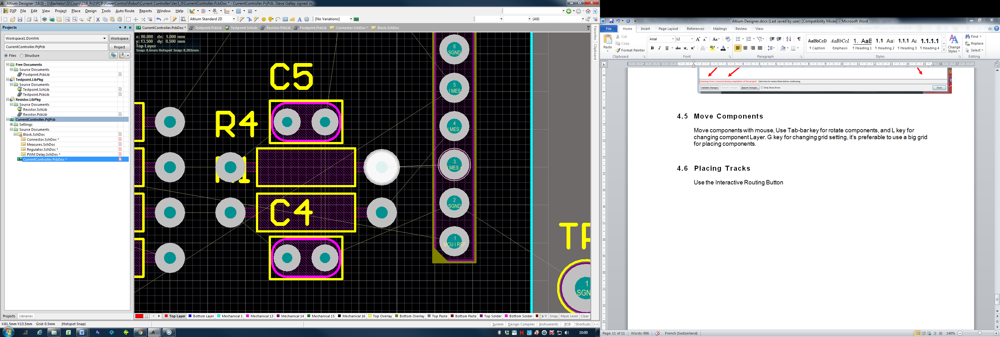 Altium Designer (16.0) - I:\Bachelor\SI\Cours\216_Pr2\PCB\PowerControl\Robot\Current Controller\Ver3_0\CurrentController.PcbDoc * - CurrentController.PrjPcb. Steve Gallay signed in.
DXP File Edit View Project Place Design Tools Auto Route Reports Window Help
Altium Standard 2D [No Variations] (All)
Projects
Workspace1.DsnWrk Workspace
CurrentController.PrjPcb Project
Files Structure
Free Documents
Source Documents
Footprint.PcbLib
Testpoint.LibPkg
Source Documents
Testpoint.SchLib
Testpoint.PcbLib
Resistor.LibPkg
Source Documents
Resistor.SchLib
Resistor.PcbLib
CurrentController.PrjPcb
Settings
Source Documents
Block.SchDoc
Connector.SchDoc *
Measures.SchDoc
Regulator.SchDoc *
PWM Delay.SchDoc *
CurrentController.PcbDoc *
Projects Libraries
CurrentController.PcbDoc * Testpoint.PcbLib Testpoint.SchLib Resistor.PcbLib Footprint.PcbLib Connector.SchDoc * Block.SchDoc
x: 80.000 dx: 1.000 mm
y: 13.500 dy: 0.500 mm
Top Layer
Snap: 0.5mm Hotspot Snap: 0.203mm
C5
R4
C4
6
SGND
5
I MES
4
I MES -
3
I MES +
2
SGND
1
MCU I REF
1
Favorites
Clipboard
LS Top Layer Bottom Layer Mechanical 1 Mechanical 13 Mechanical 14 Mechanical 15 Mechanical 16 Top Overlay Bottom Overlay Top Paste Bottom Paste Top Solder Bottom Solder Snap Mask Level Clear
X:81.5mm Y:13.5mm Grid: 0.5mm (Hotspot Snap)
System Design Compiler Instruments PCB Shortcuts >>
10:00
Altium Designer.docx (Last saved by user) [Compatibility Mode] - Microsoft Word
File Home Insert Page Layout References Mailings Review View
Paste
Cut
Copy
Format Painter
Clipboard
Arial 12
Font
Paragraph
AaBbCcD AaBbCcL 1. AaB 1.1 AaI 1.1.1 Aa 1.1.1.1
¶ Caption Emphasis ¶ Heading 1 ¶ Heading 2 ¶ Heading 3 ¶ Heading 4
Styles
Change Styles
Find
Replace
Select
Editing
Warning: Errors occurred during compilation of the project! Click here to review them before continuing.
Validate Changes Execute Changes Report Changes... Only Show Errors Close
4.5 Move Components
Move components with mouse, Use Tab-bar key for rotate components, and L key for
changing component Layer. G key for changing grid setting, it's preferable to use a big grid
for placing components.
4.6 Placing Tracks
Use the Interactive Routing Button
Page: 11 of 11 Words: 906 French (Switzerland) 140%